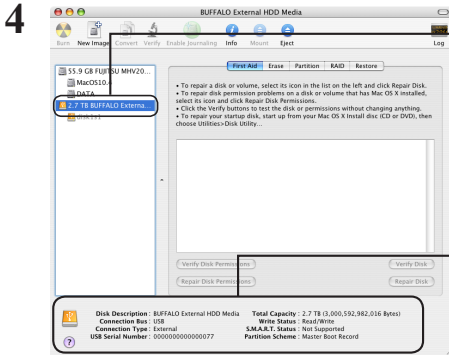 4
BUFFALO External HDD Media
Burn New Image Convert Verify Enable Journaling Info Mount Eject Log
55.9 GB FUJITSU MHV20...
MacOS10.4
DATA
2.7 TB BUFFALO Externa...
disk1s1
First Aid Erase Partition RAID Restore
• To repair a disk or volume, select its icon in the list on the left and click Repair Disk.
• To repair disk permission problems on a disk or volume that has Mac OS X installed,
select its icon and click Repair Disk Permissions.
• Click the Verify buttons to test the disk or permissions without changing anything.
• To repair your startup disk, start up from your Mac OS X Install disc (CD or DVD), then
choose Utilities>Disk Utility...
Verify Disk Permissions Verify Disk
Repair Disk Permissions Repair Disk
Disk Description : BUFFALO External HDD Media Total Capacity : 2.7 TB (3,000,592,982,016 Bytes)
Connection Bus : USB Write Status : Read/Write
Connection Type : External S.M.A.R.T. Status : Not Supported
USB Serial Number : 0000000000000077 Partition Scheme : Master Boot Record
?